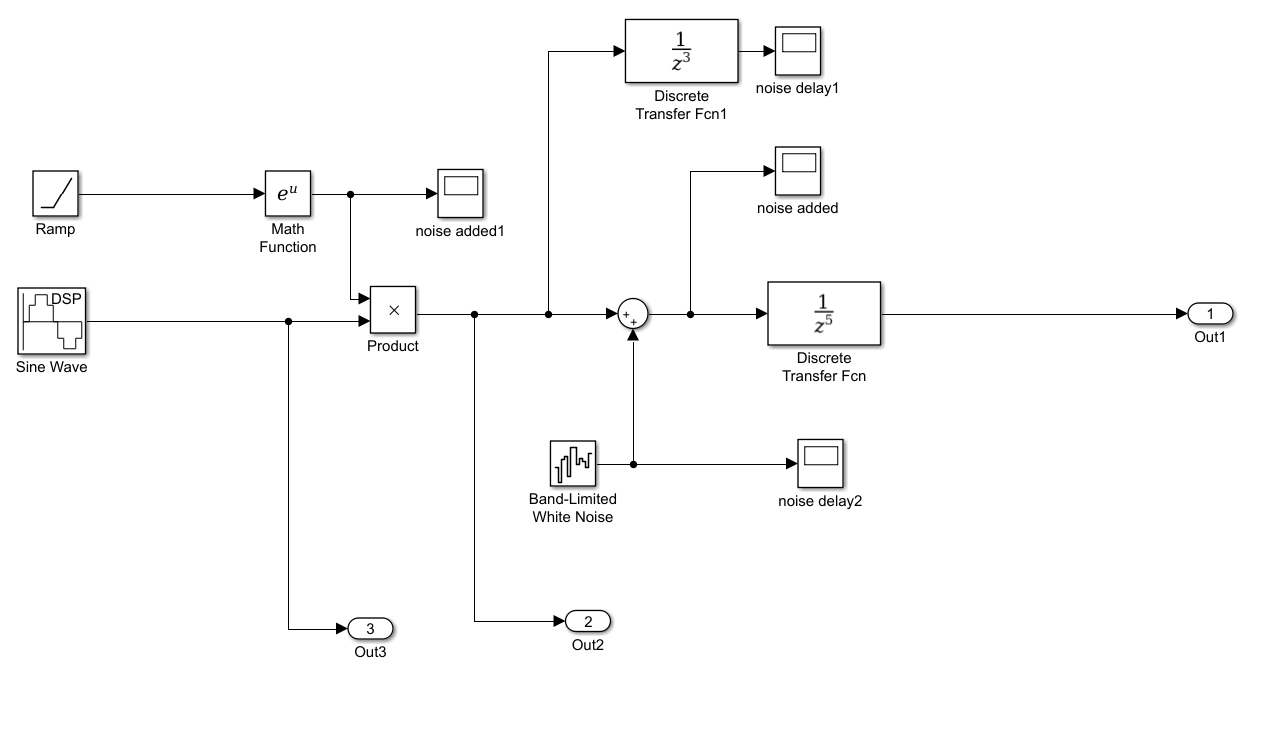 1
z³
Discrete
Transfer Fcn1
noise delay1
noise added
Ramp
eᵘ
Math
Function
noise added1
DSP
Sine Wave
×
Product
+
+
1
z⁵
Discrete
Transfer Fcn
1
Out1
Band-Limited
White Noise
noise delay2
3
Out3
2
Out2